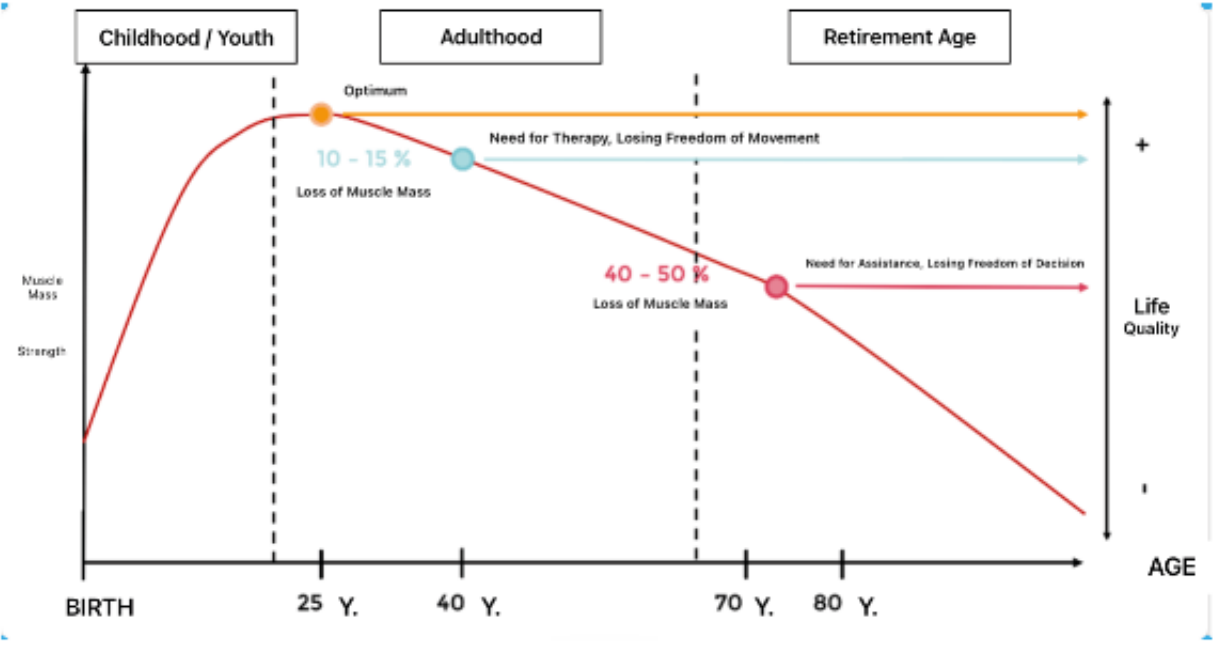 Childhood / Youth
Adulthood
Retirement Age
Optimum
Need for Therapy, Losing Freedom of Movement
10 - 15 %
Loss of Muscle Mass
Need for Assistance, Losing Freedom of Decision
40 - 50 %
Loss of Muscle Mass
Muscle
Mass
Strength
+
Life
Quality
-
AGE
BIRTH
25 Y.
40 Y.
70 Y.
80 Y.